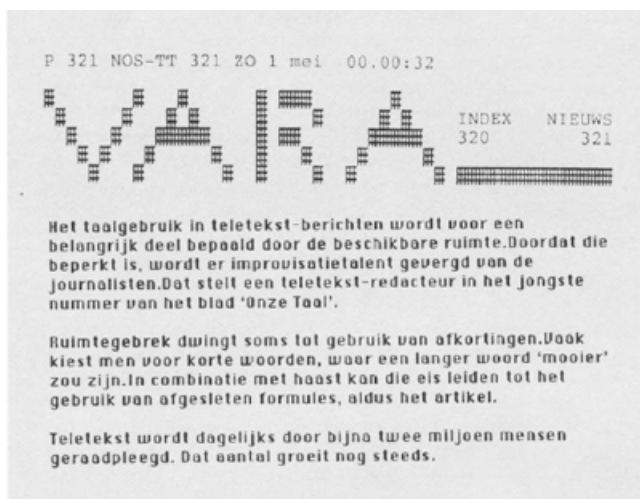 P 321 NOS-TT 321 ZO 1 mei 00.00:32
VARA
INDEX NIEUWS
320 321
Het taalgebruik in teletekst-berichten wordt voor een
belangrijk deel bepaald door de beschikbare ruimte.Doordat die
beperkt is, wordt er improvisatietalent gevergd van de
journalisten.Dat stelt een teletekst-redacteur in het jongste
nummer van het blad ‘Onze Taal’.
Ruimtegebrek dwingt soms tot gebruik van afkortingen.Vaak
kiest men voor korte woorden, waar een langer woord ‘mooier’
zou zijn.In combinatie met haast kan die eis leiden tot het
gebruik van afgesleten formules, aldus het artikel.
Teletekst wordt dagelijks door bijna twee miljoen mensen
geraadpleegd. Dat aantal groeit nog steeds.